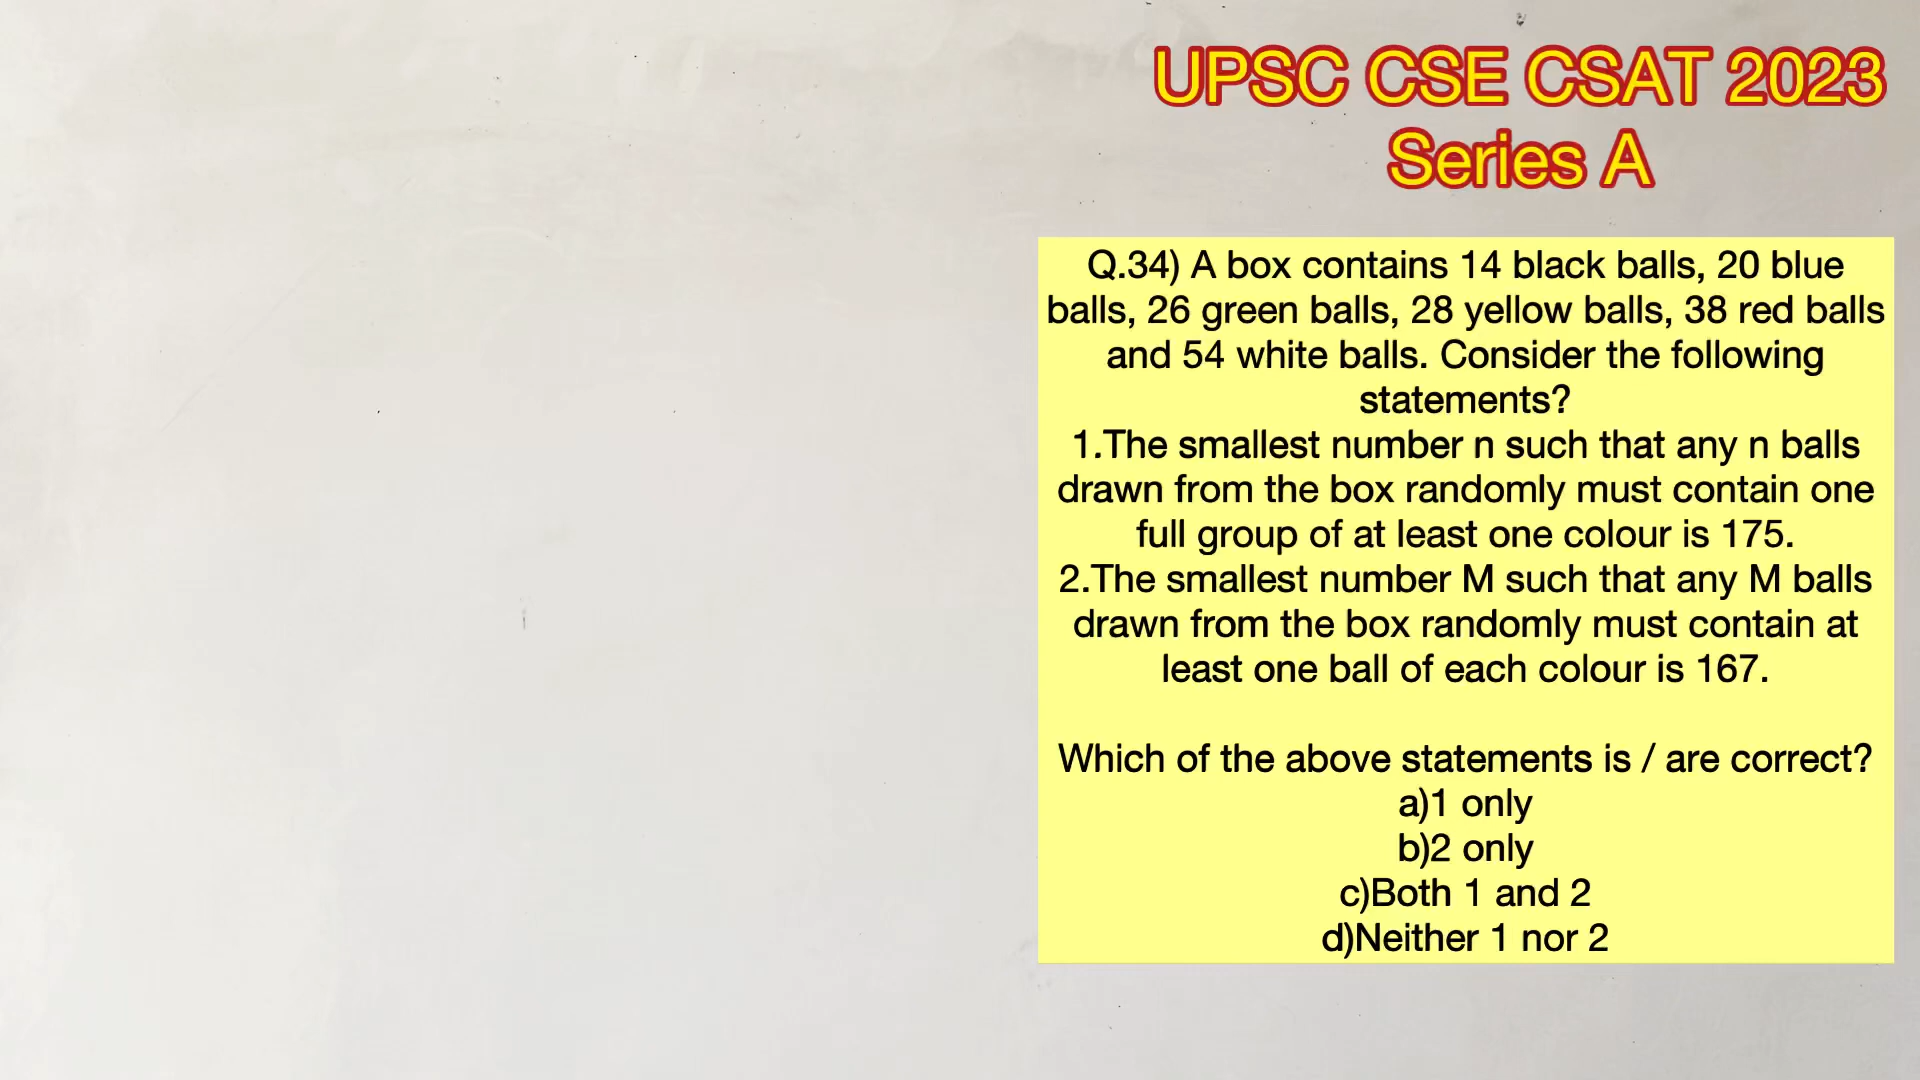 UPSC CSE CSAT 2023
Series A
Q.34) A box contains 14 black balls, 20 blue
balls, 26 green balls, 28 yellow balls, 38 red balls
and 54 white balls. Consider the following
statements?
1.The smallest number n such that any n balls
drawn from the box randomly must contain one
full group of at least one colour is 175.
2.The smallest number M such that any M balls
drawn from the box randomly must contain at
least one ball of each colour is 167.
Which of the above statements is / are correct?
a)1 only
b)2 only
c)Both 1 and 2
d)Neither 1 nor 2